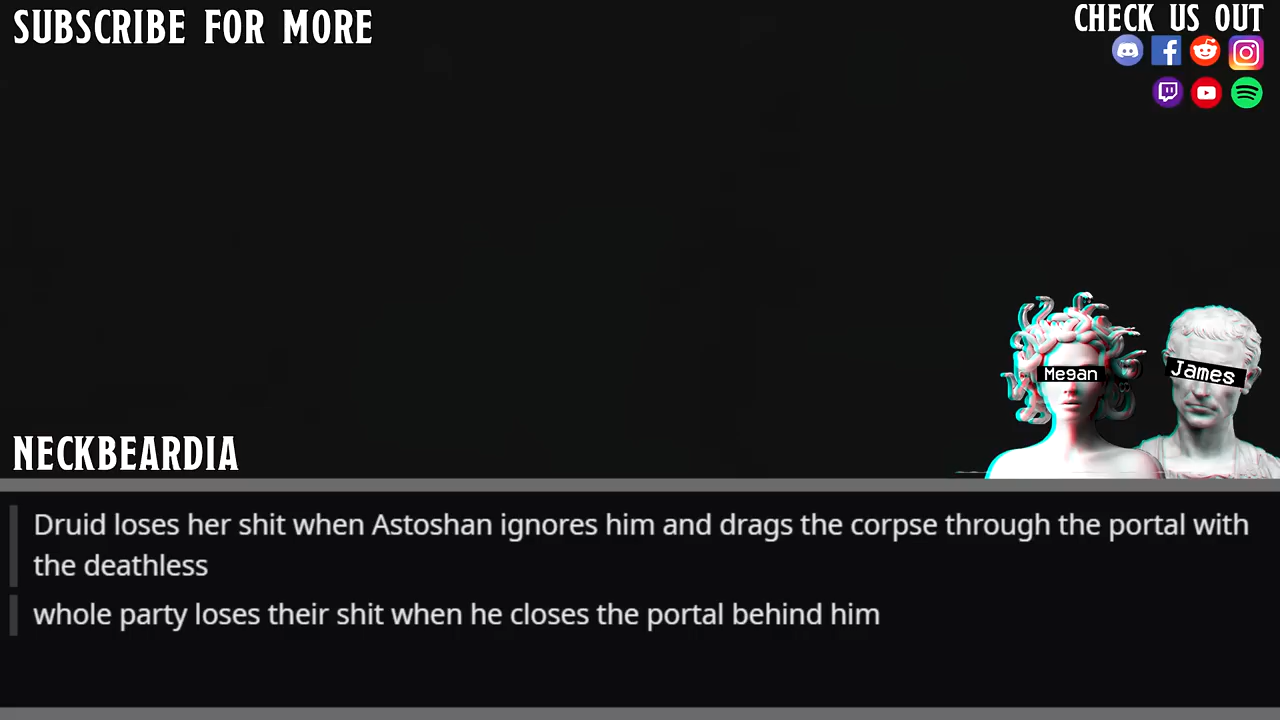 SUBSCRIBE FOR MORE
CHECK US OUT
Megan
James
NECKBEARDIA
Druid loses her shit when Astoshan ignores him and drags the corpse through the portal with
the deathless
whole party loses their shit when he closes the portal behind him